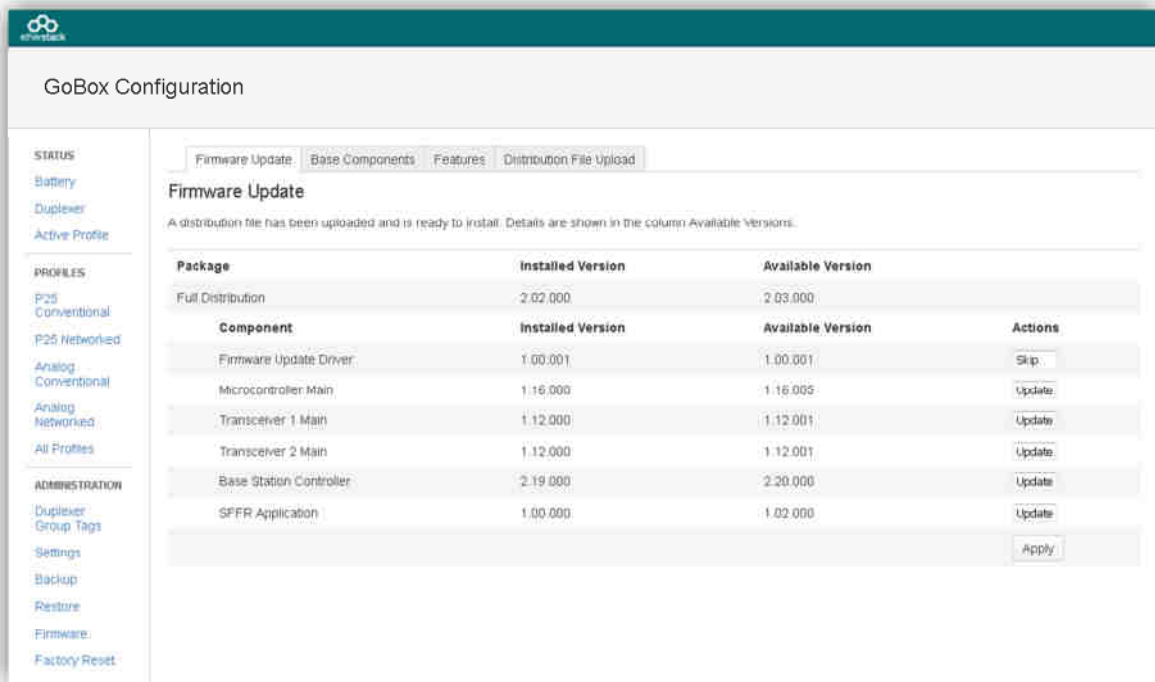 etherstack
GoBox Configuration
STATUS
Battery
Duplexer
Active Profile
PROFILES
P25
Conventional
P25 Networked
Analog
Conventional
Analog
Networked
All Profiles
ADMINISTRATION
Duplexer
Group Tags
Settings
Backup
Restore
Firmware
Factory Reset
Firmware Update Base Components Features Distribution File Upload
Firmware Update
A distribution file has been uploaded and is ready to install. Details are shown in the column Available Versions.
Package Installed Version Available Version
Full Distribution 2.02.000 2.03.000
Component Installed Version Available Version Actions
Firmware Update Driver 1.00.001 1.00.001 Skip
Microcontroller Main 1.16.000 1.16.005 Update
Transceiver 1 Main 1.12.000 1.12.001 Update
Transceiver 2 Main 1.12.000 1.12.001 Update
Base Station Controller 2.19.000 2.20.000 Update
SFFR Application 1.00.000 1.02.000 Update
Apply